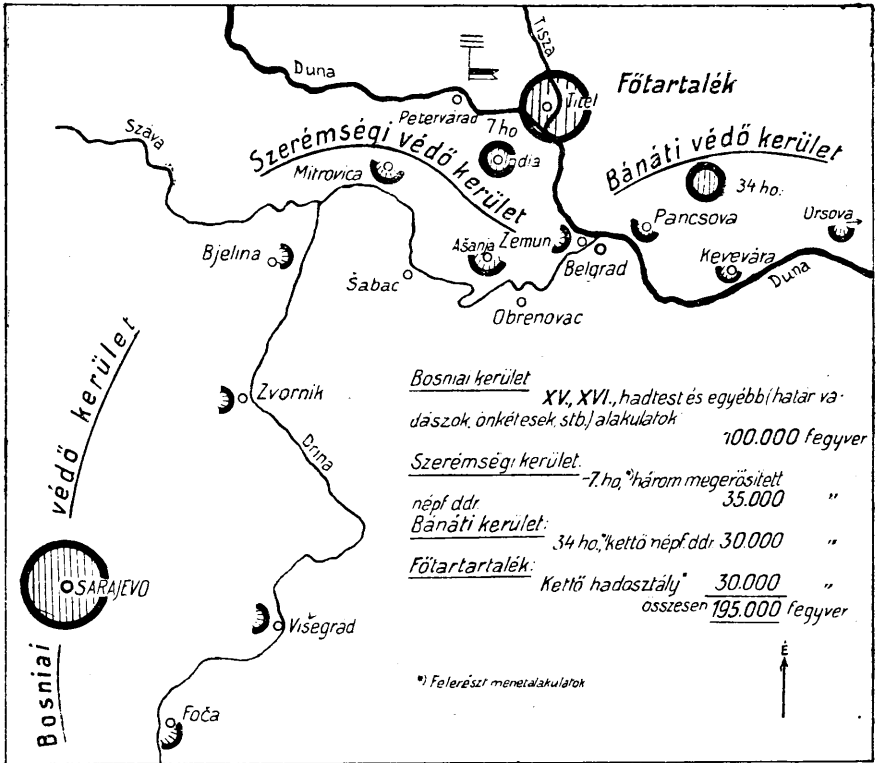 Duna
Tisza
Titel
Főtartalék
Pétervárad
7 ho
India
Száva
Szerémségi védő kerület
Mitrovica
Bánáti védő kerület
34 ho.
Pancsova
Orsova
Ašanja
Zemun
Belgrad
Kevevára
Duna
Bjelina
Šabac
Obrenovac
Zvornik
Drina
Bosniai védő kerület
SARAJEVO
Višegrad
Foča
Bosniai kerület
XV., XVI., hadtest és egyébb (határ va-
dászok, önkétesek, stb.) alakulatok
100.000 fegyver
Szerémségi kerület.
-7. ho, *) három megerősített
népf ddr. 35.000 "
Bánáti kerület:
34 ho., *) kettő népf. ddr 30.000 "
Főtartartalék:
Kettő hadosztály * 30.000 "
összesen 195.000 fegyver
*) Felerészt menetalakulatok
É